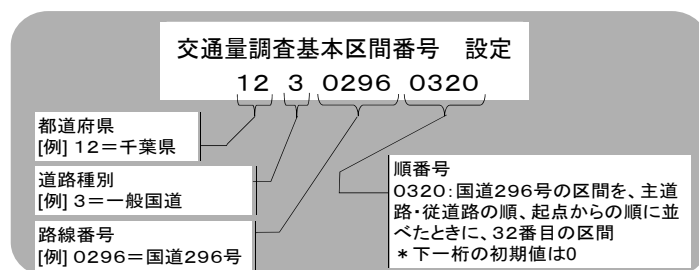 交通量調査基本区間番号　設定
12 3 0296 0320
都道府県
[例] 12＝千葉県
道路種別
[例] 3＝一般国道
路線番号
[例] 0296＝国道296号
順番号
0320：国道296号の区間を、主道
路・従道路の順、起点からの順に並
べたときに、32番目の区間
＊下一桁の初期値は0